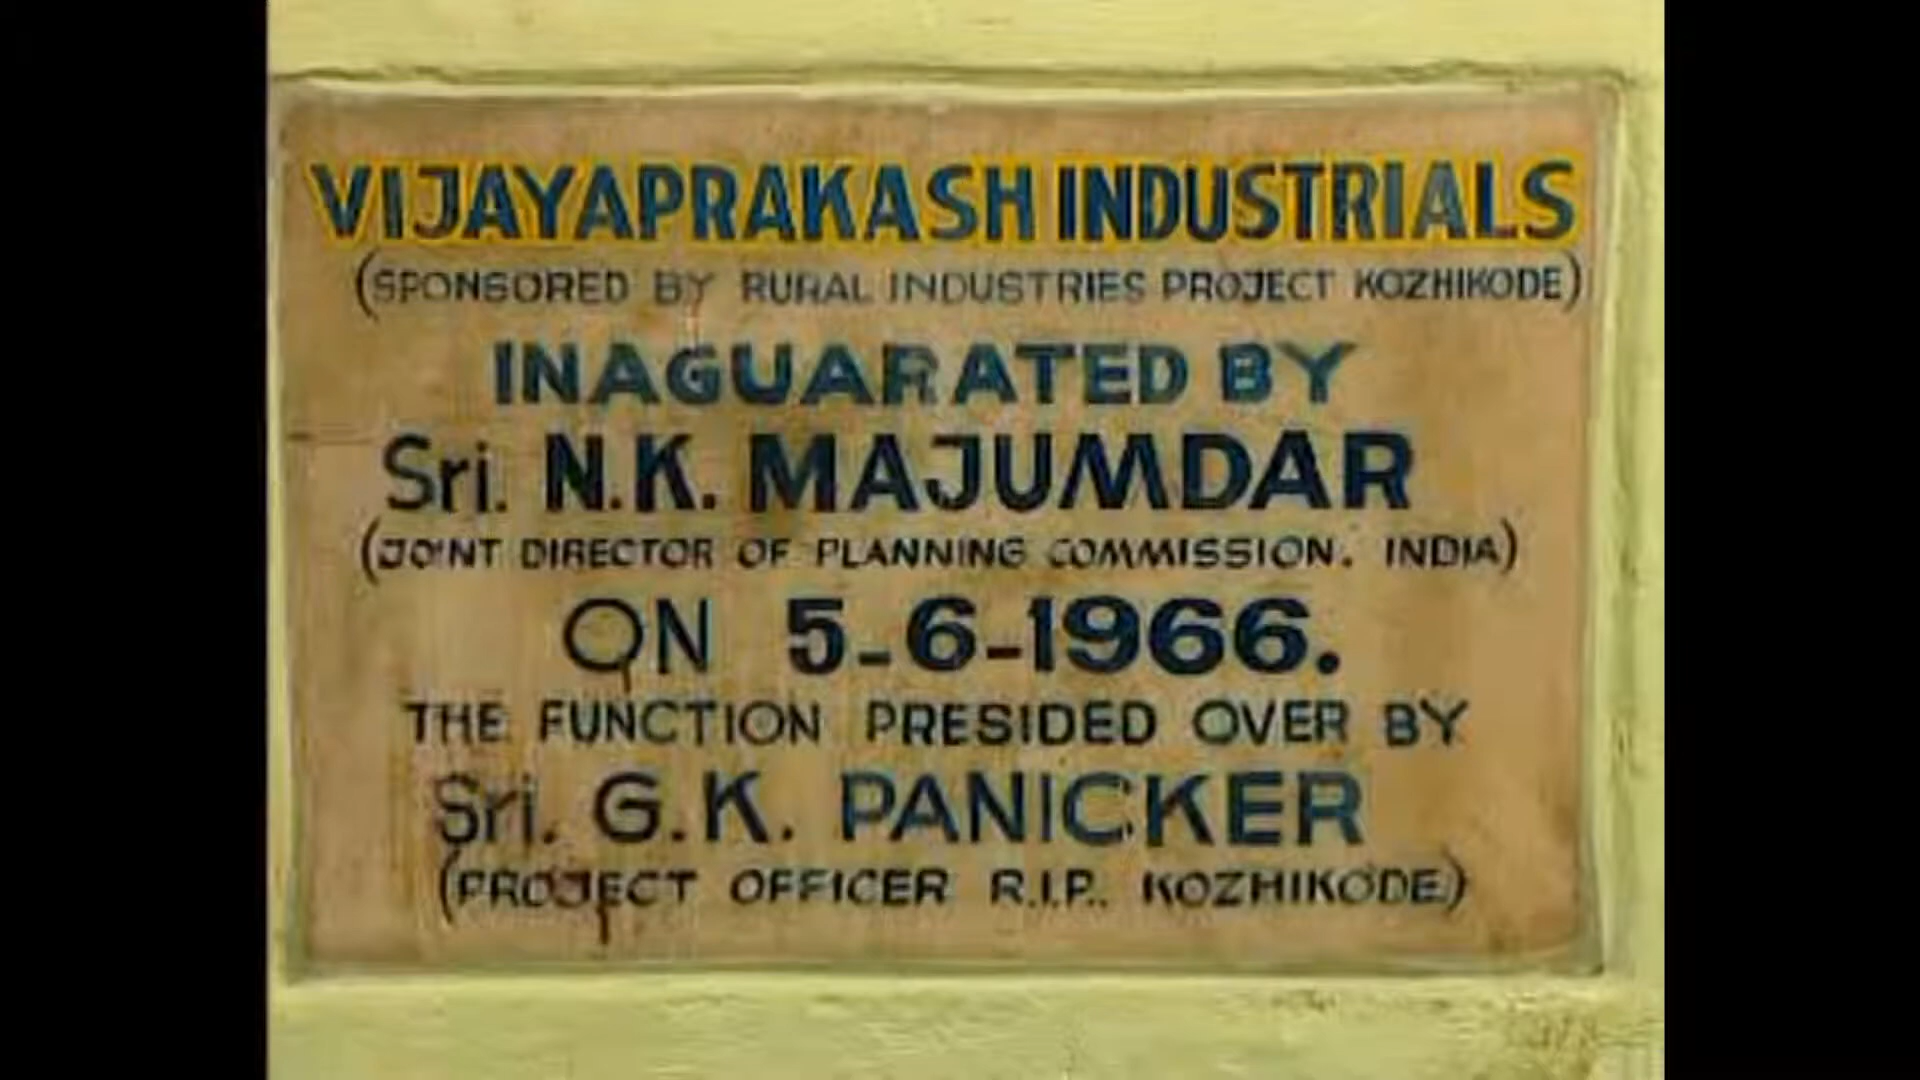 VIJAYAPRAKASH INDUSTRIALS
(SPONSORED BY RURAL INDUSTRIES PROJECT KOZHIKODE)
INAGUARATED BY
Sri. N.K. MAJUMDAR
(JOINT DIRECTOR OF PLANNING COMMISSION. INDIA)
ON 5-6-1966.
THE FUNCTION PRESIDED OVER BY
Sri. G.K. PANICKER
(PROJECT OFFICER R.I.P.. KOZHIKODE)